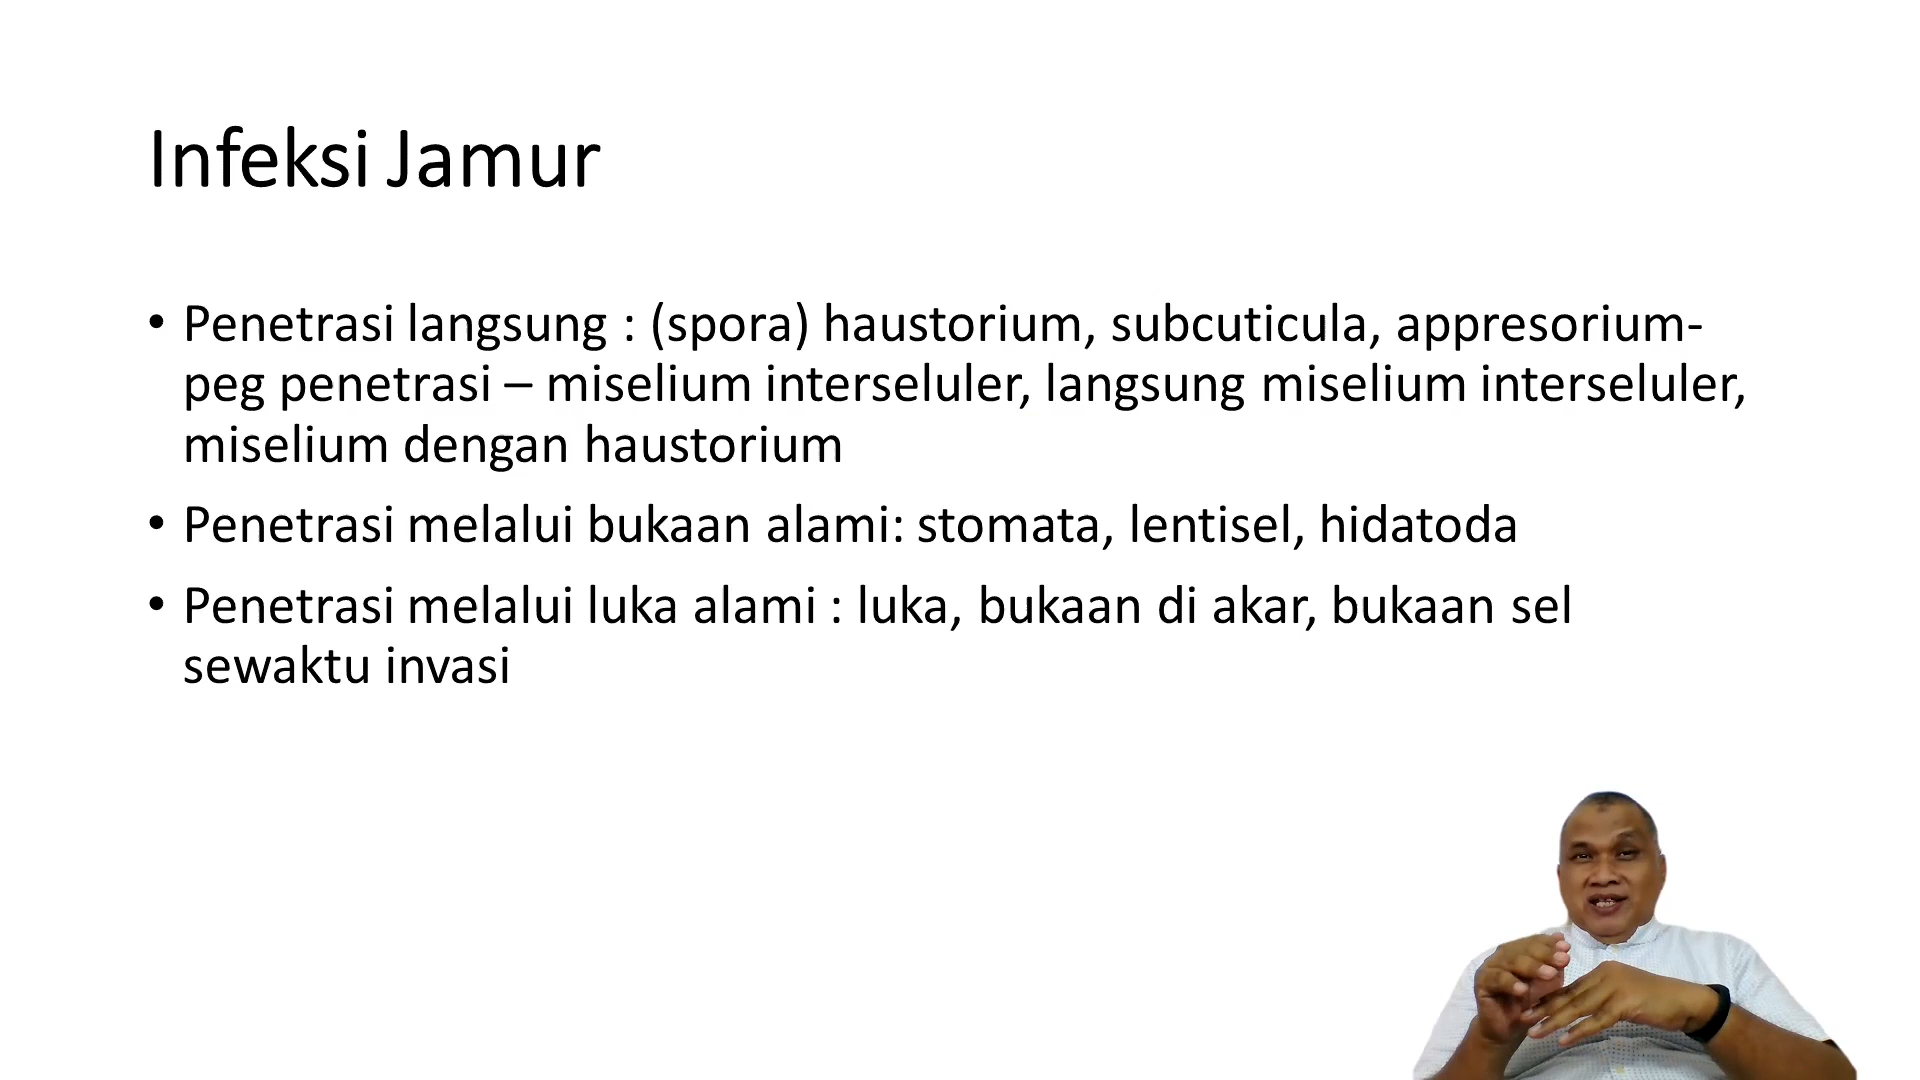 Infeksi Jamur
• Penetrasi langsung : (spora) haustorium, subcuticula, appresorium-
peg penetrasi – miselium interseluler, langsung miselium interseluler,
miselium dengan haustorium
• Penetrasi melalui bukaan alami: stomata, lentisel, hidatoda
• Penetrasi melalui luka alami : luka, bukaan di akar, bukaan sel
sewaktu invasi